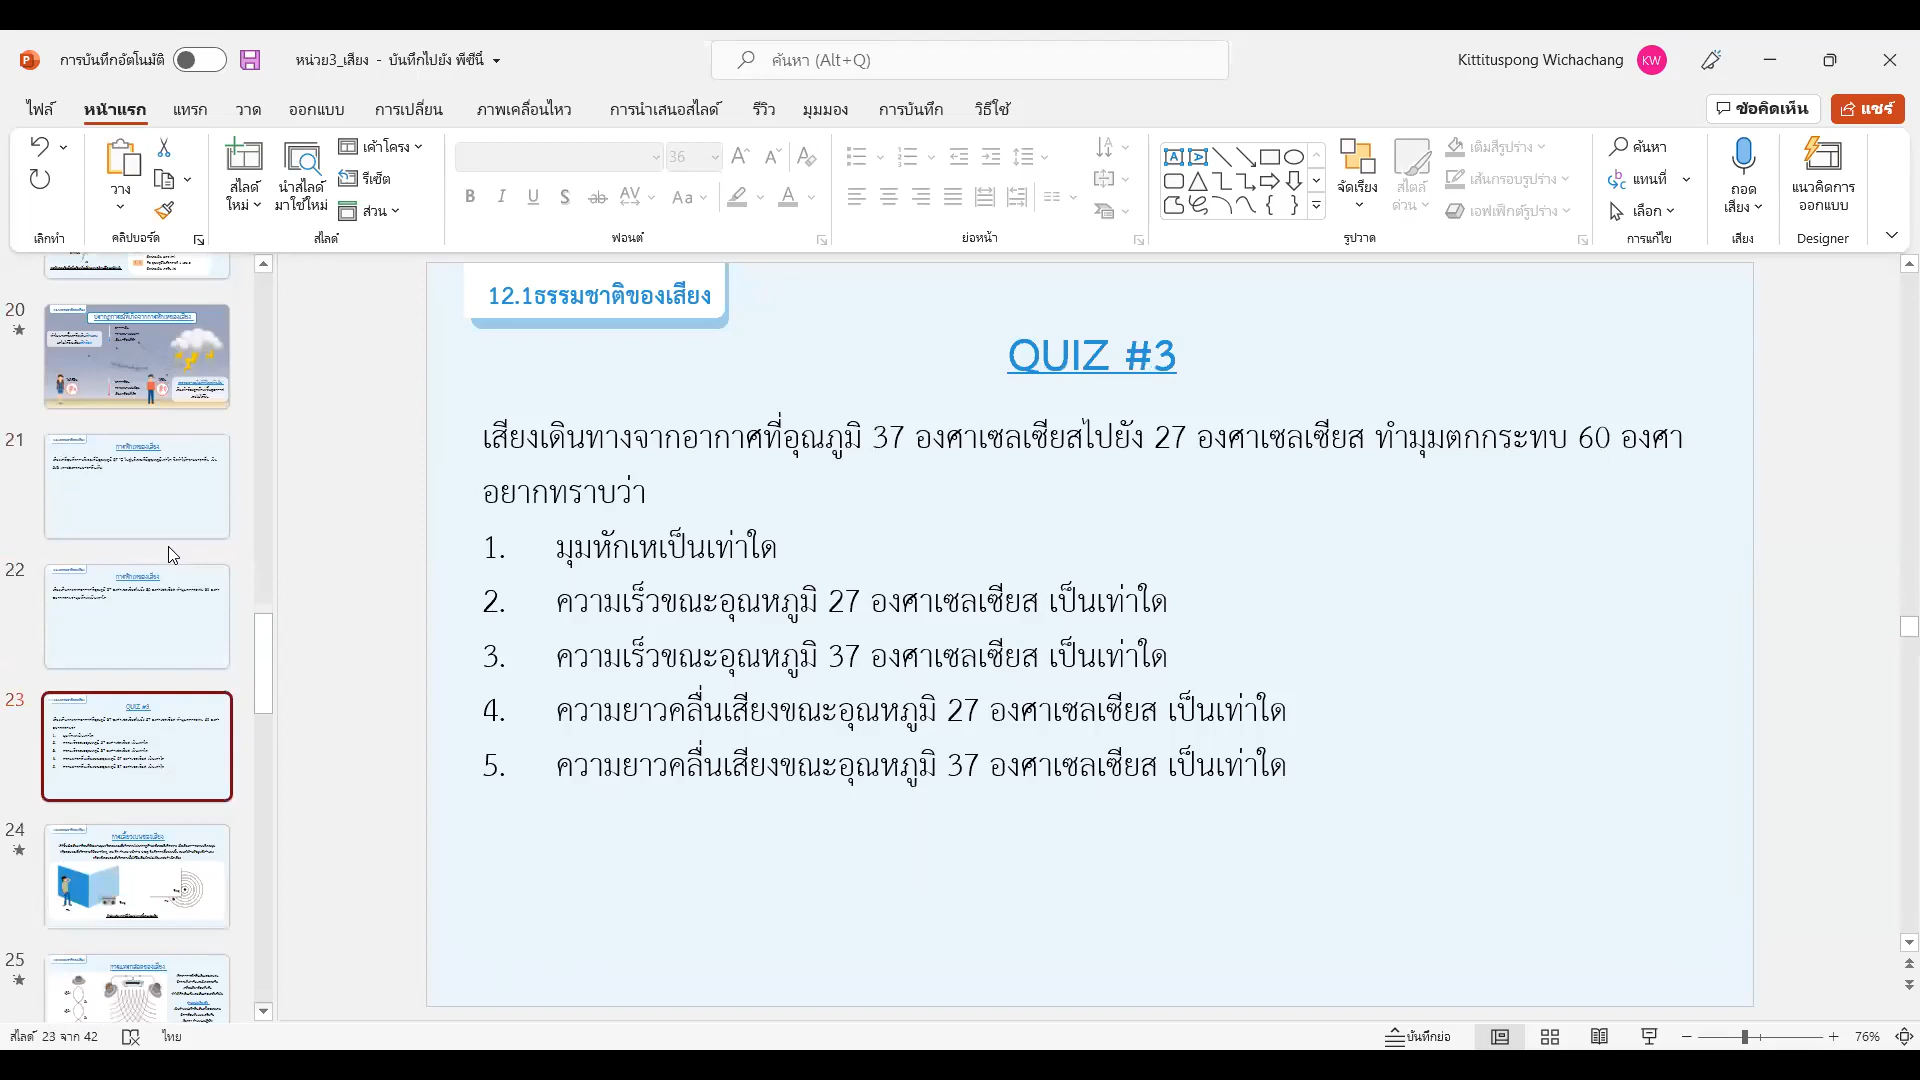 การบันทึกอัตโนมัติ
หน่วย3_เสียง - บันทึกไปยัง พีซีนี้
ค้นหา (Alt+Q)
Kittituspong Wichachang
KW
ไฟล์ หน้าแรก แทรก วาด ออกแบบ การเปลี่ยน ภาพเคลื่อนไหว การนำเสนอสไลด์ รีวิว มุมมอง การบันทึก วิธีใช้
ข้อคิดเห็น
แชร์
เค้าโครง
36
ค้นหา
วาง
รีเซ็ต
แทนที่
สไลด์ใหม่
นำสไลด์มาใช้ใหม่
ส่วน
จัดเรียง
สไตล์ด่วน
เติมสีรูปร่าง
เส้นกรอบรูปร่าง
เอฟเฟ็กต์รูปร่าง
เลือก
ถอดเสียง
แนวคิดการออกแบบ
เลิกทำ คลิปบอร์ด สไลด์ ฟอนต์ ย่อหน้า รูปวาด การแก้ไข เสียง Designer
20
21
22
23
QUIZ #3
24
25
12.1ธรรมชาติของเสียง
QUIZ #3
เสียงเดินทางจากอากาศที่อุณภูมิ 37 องศาเซลเซียสไปยัง 27 องศาเซลเซียส ทำมุมตกกระทบ 60 องศา
อยากทราบว่า
1. มุมหักเหเป็นเท่าใด
2. ความเร็วขณะอุณหภูมิ 27 องศาเซลเซียส เป็นเท่าใด
3. ความเร็วขณะอุณหภูมิ 37 องศาเซลเซียส เป็นเท่าใด
4. ความยาวคลื่นเสียงขณะอุณหภูมิ 27 องศาเซลเซียส เป็นเท่าใด
5. ความยาวคลื่นเสียงขณะอุณหภูมิ 37 องศาเซลเซียส เป็นเท่าใด
สไลด์ 23 จาก 42
ไทย
บันทึกย่อ
76%